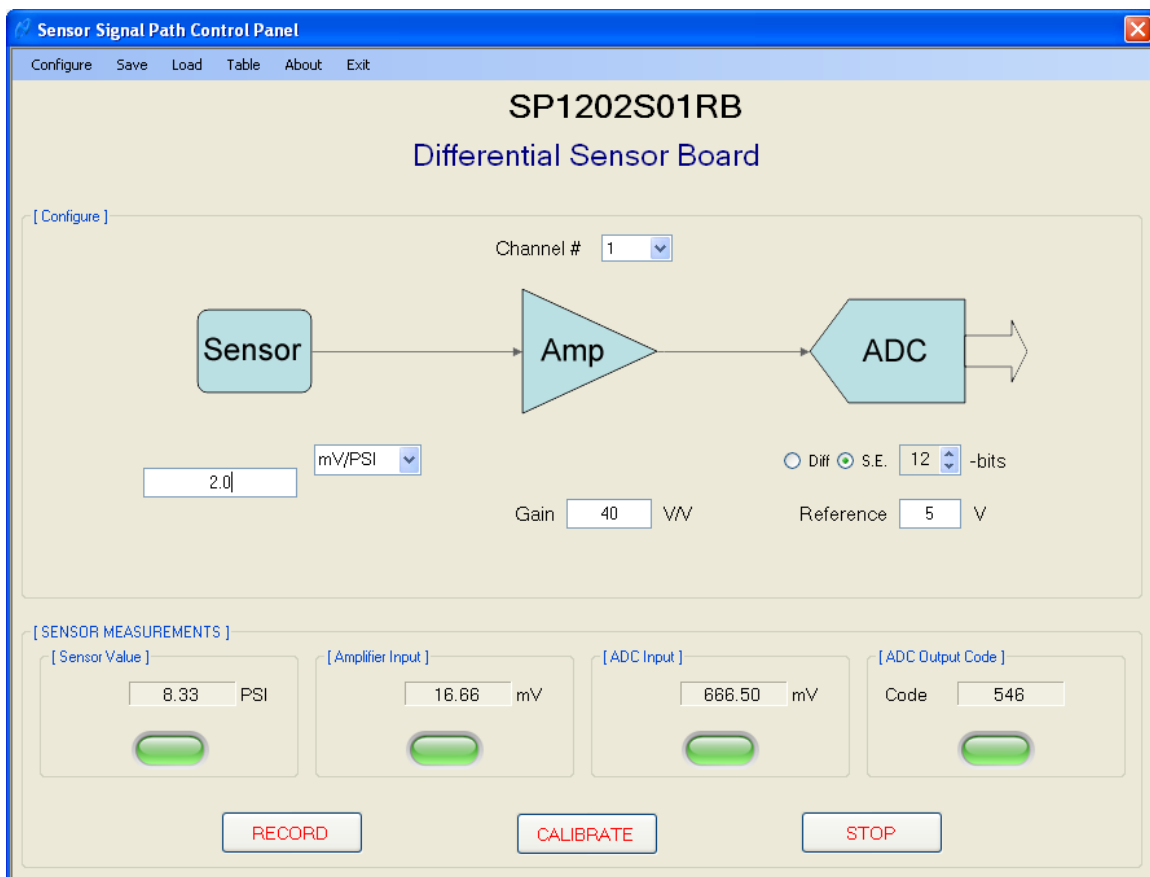 Sensor Signal Path Control Panel
Configure Save Load Table About Exit
SP1202S01RB
Differential Sensor Board
[ Configure ]
Channel # 1
Sensor
Amp
ADC
2.0
mV/PSI
Diff S.E. 12 -bits
Gain 40 V/V
Reference 5 V
[ SENSOR MEASUREMENTS ]
[ Sensor Value ]
8.33 PSI
[ Amplifier Input ]
16.66 mV
[ ADC Input ]
666.50 mV
[ ADC Output Code ]
Code 546
RECORD
CALIBRATE
STOP